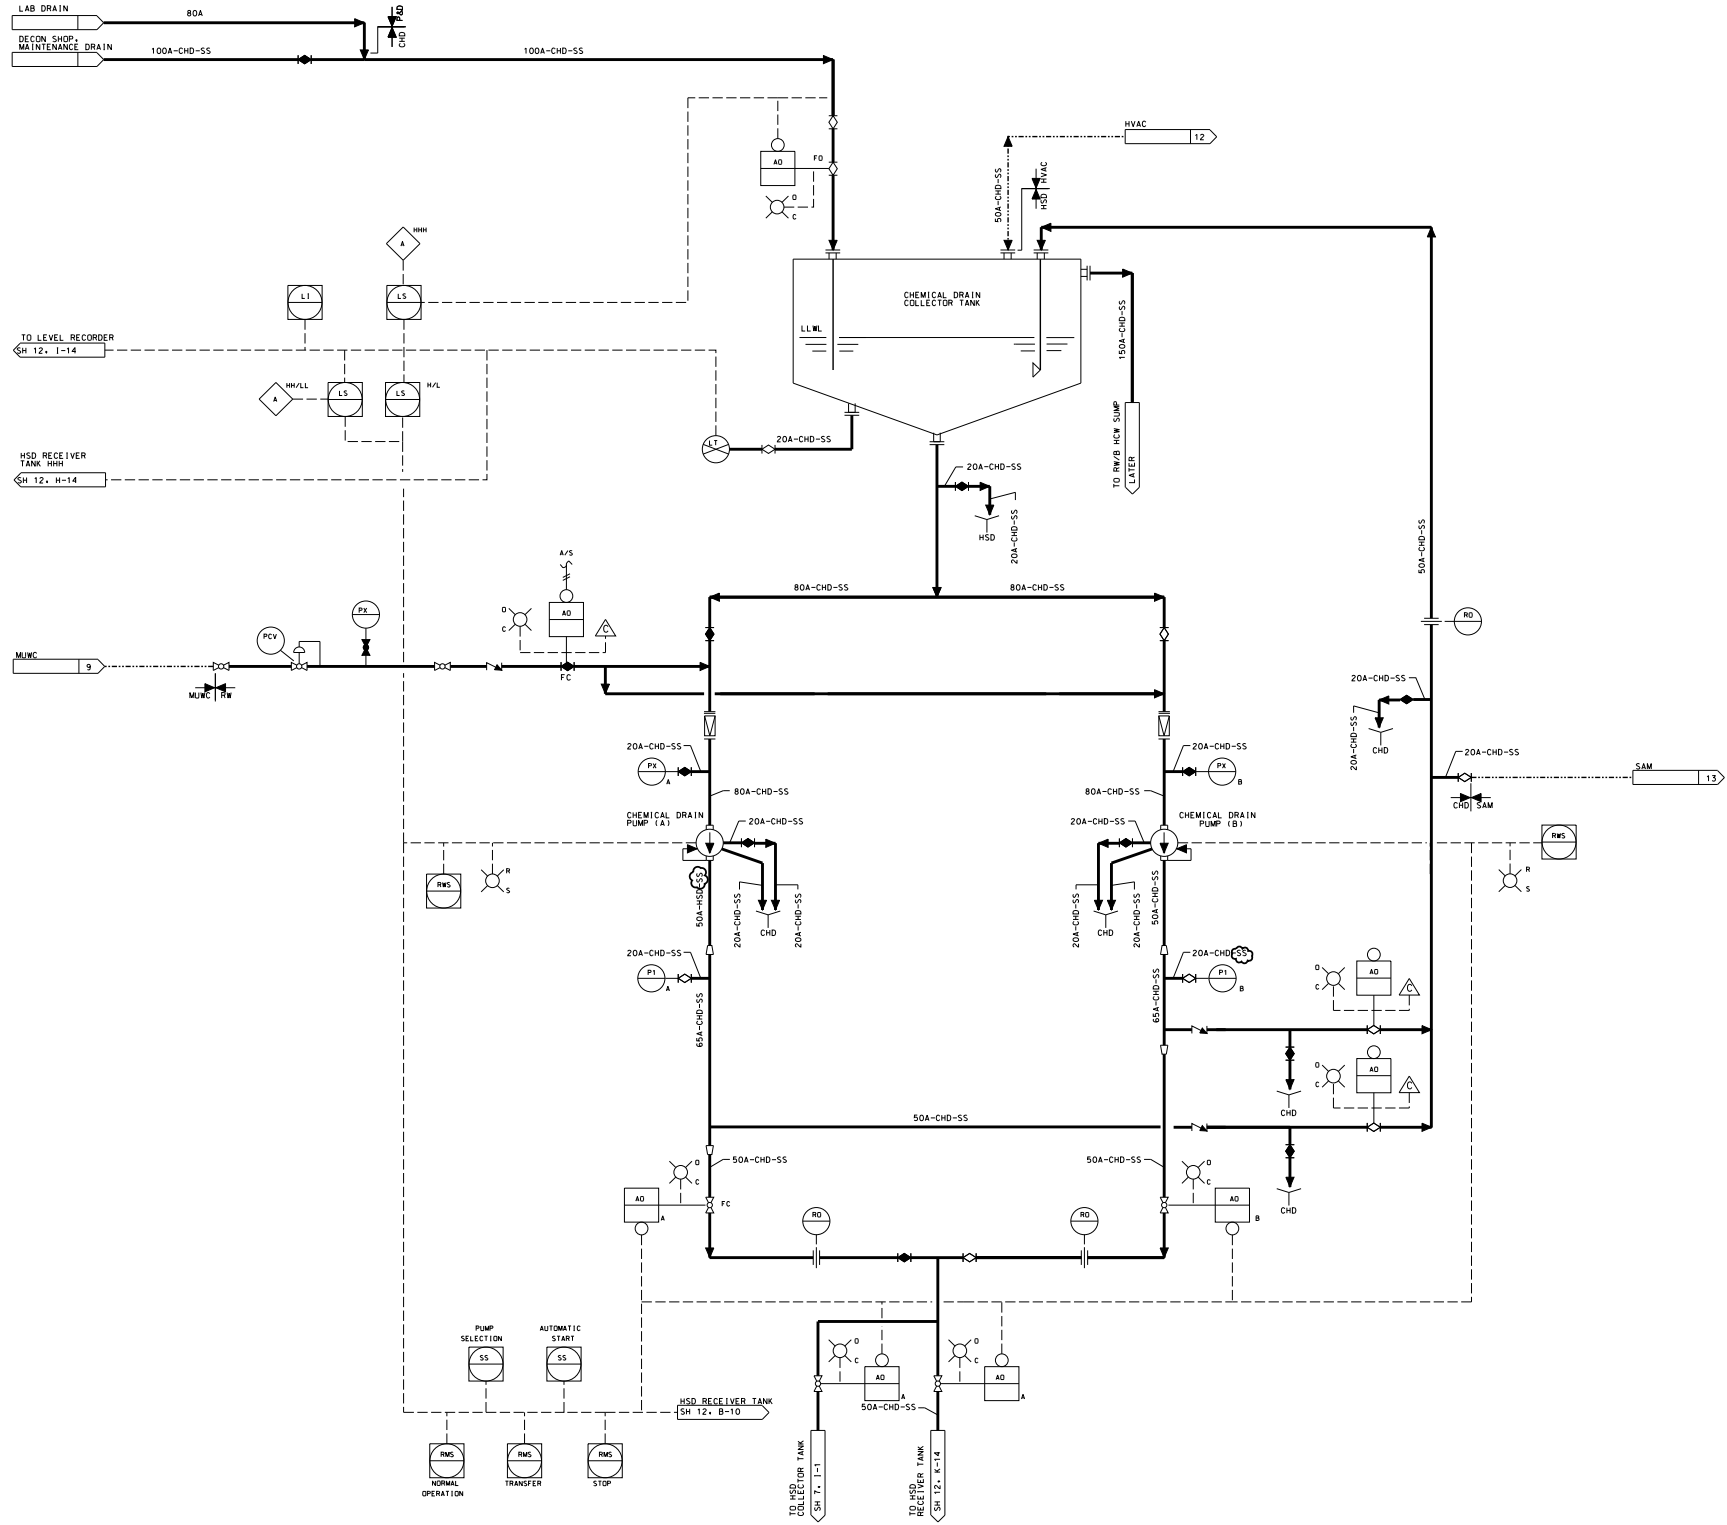 LAB DRAIN
80A
P&D
CHD
DECON SHOP,
MAINTENANCE DRAIN
100A-CHD-SS
100A-CHD-SS
HVAC
12
AO
FO
O
C
50A-CHD-SS
HVAC
HSD
HHH
A
LI
LS
CHEMICAL DRAIN
COLLECTOR TANK
LLWL
150A-CHD-SS
TO LEVEL RECORDER
SH 12, I-14
HH/LL
A
LS
LS
H/L
LT
20A-CHD-SS
TO RW/B HCW SUMP
LATER
HSD RECEIVER
TANK HHH
SH 12, H-14
20A-CHD-SS
HSD
20A-CHD-SS
50A-CHD-SS
A/S
80A-CHD-SS
80A-CHD-SS
PX
AO
O
C
C
PCV
RO
MUWC
9
MUWC
RW
FC
20A-CHD-SS
20A-CHD-SS
CHD
20A-CHD-SS
PX
A
20A-CHD-SS
PX
B
20A-CHD-SS
SAM
13
CHD
SAM
80A-CHD-SS
80A-CHD-SS
CHEMICAL DRAIN
PUMP (A)
20A-CHD-SS
20A-CHD-SS
CHEMICAL DRAIN
PUMP (B)
RWS
R
S
50A-HSD-SS
20A-CHD-SS
CHD
20A-CHD-SS
20A-CHD-SS
CHD
20A-CHD-SS
50A-CHD-SS
RWS
R
S
20A-CHD-SS
P1
A
65A-CHD-SS
20A-CHD-SS
P1
B
65A-CHD-SS
O
C
AO
C
CHD
O
C
AO
C
50A-CHD-SS
CHD
50A-CHD-SS
50A-CHD-SS
O
C
O
C
AO
A
FC
AO
B
RO
RO
PUMP
SELECTION
SS
AUTOMATIC
START
SS
O
C
AO
A
O
C
AO
A
50A-CHD-SS
HSD RECEIVER TANK
SH 12, B-10
RMS
NORMAL
OPERATION
RMS
TRANSFER
RMS
STOP
TO HSD
COLLECTOR TANK
SH 7, I-1
TO HSD
RECEIVER TANK
SH 12, K-14